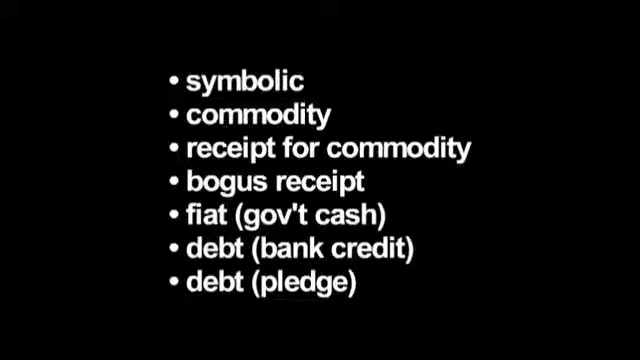 • symbolic
• commodity
• receipt for commodity
• bogus receipt
• fiat (gov't cash)
• debt (bank credit)
• debt (pledge)